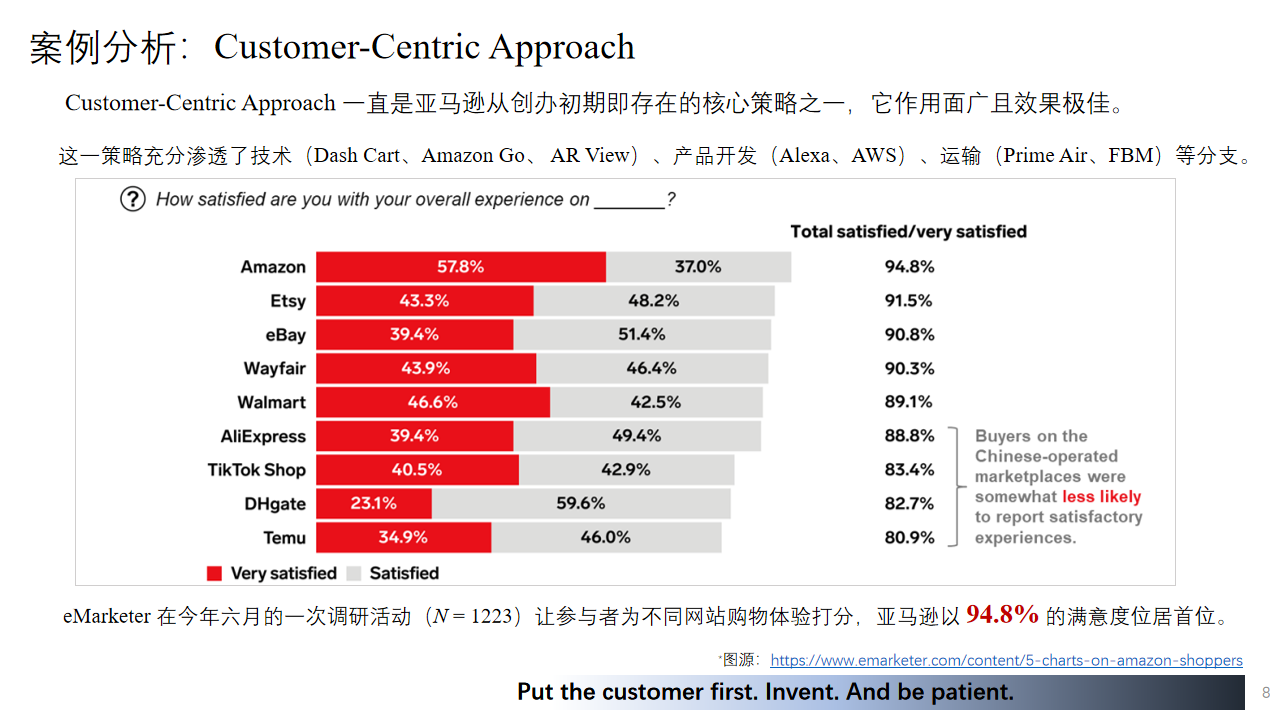 案例分析：Customer-Centric Approach
Customer-Centric Approach 一直是亚马逊从创办初期即存在的核心策略之一，它作用面广且效果极佳。
这一策略充分渗透了技术（Dash Cart、Amazon Go、 AR View）、产品开发（Alexa、AWS）、运输（Prime Air、FBM）等分支。
? How satisfied are you with your overall experience on _______?
Total satisfied/very satisfied
Amazon 57.8% 37.0% 94.8%
Etsy 43.3% 48.2% 91.5%
eBay 39.4% 51.4% 90.8%
Wayfair 43.9% 46.4% 90.3%
Walmart 46.6% 42.5% 89.1%
AliExpress 39.4% 49.4% 88.8%
TikTok Shop 40.5% 42.9% 83.4%
DHgate 23.1% 59.6% 82.7%
Temu 34.9% 46.0% 80.9%
Buyers on the
Chinese-operated
marketplaces were
somewhat less likely
to report satisfactory
experiences.
Very satisfied Satisfied
eMarketer 在今年六月的一次调研活动（N = 1223）让参与者为不同网站购物体验打分，亚马逊以 94.8% 的满意度位居首位。
*图源：https://www.emarketer.com/content/5-charts-on-amazon-shoppers
Put the customer first. Invent. And be patient.
8